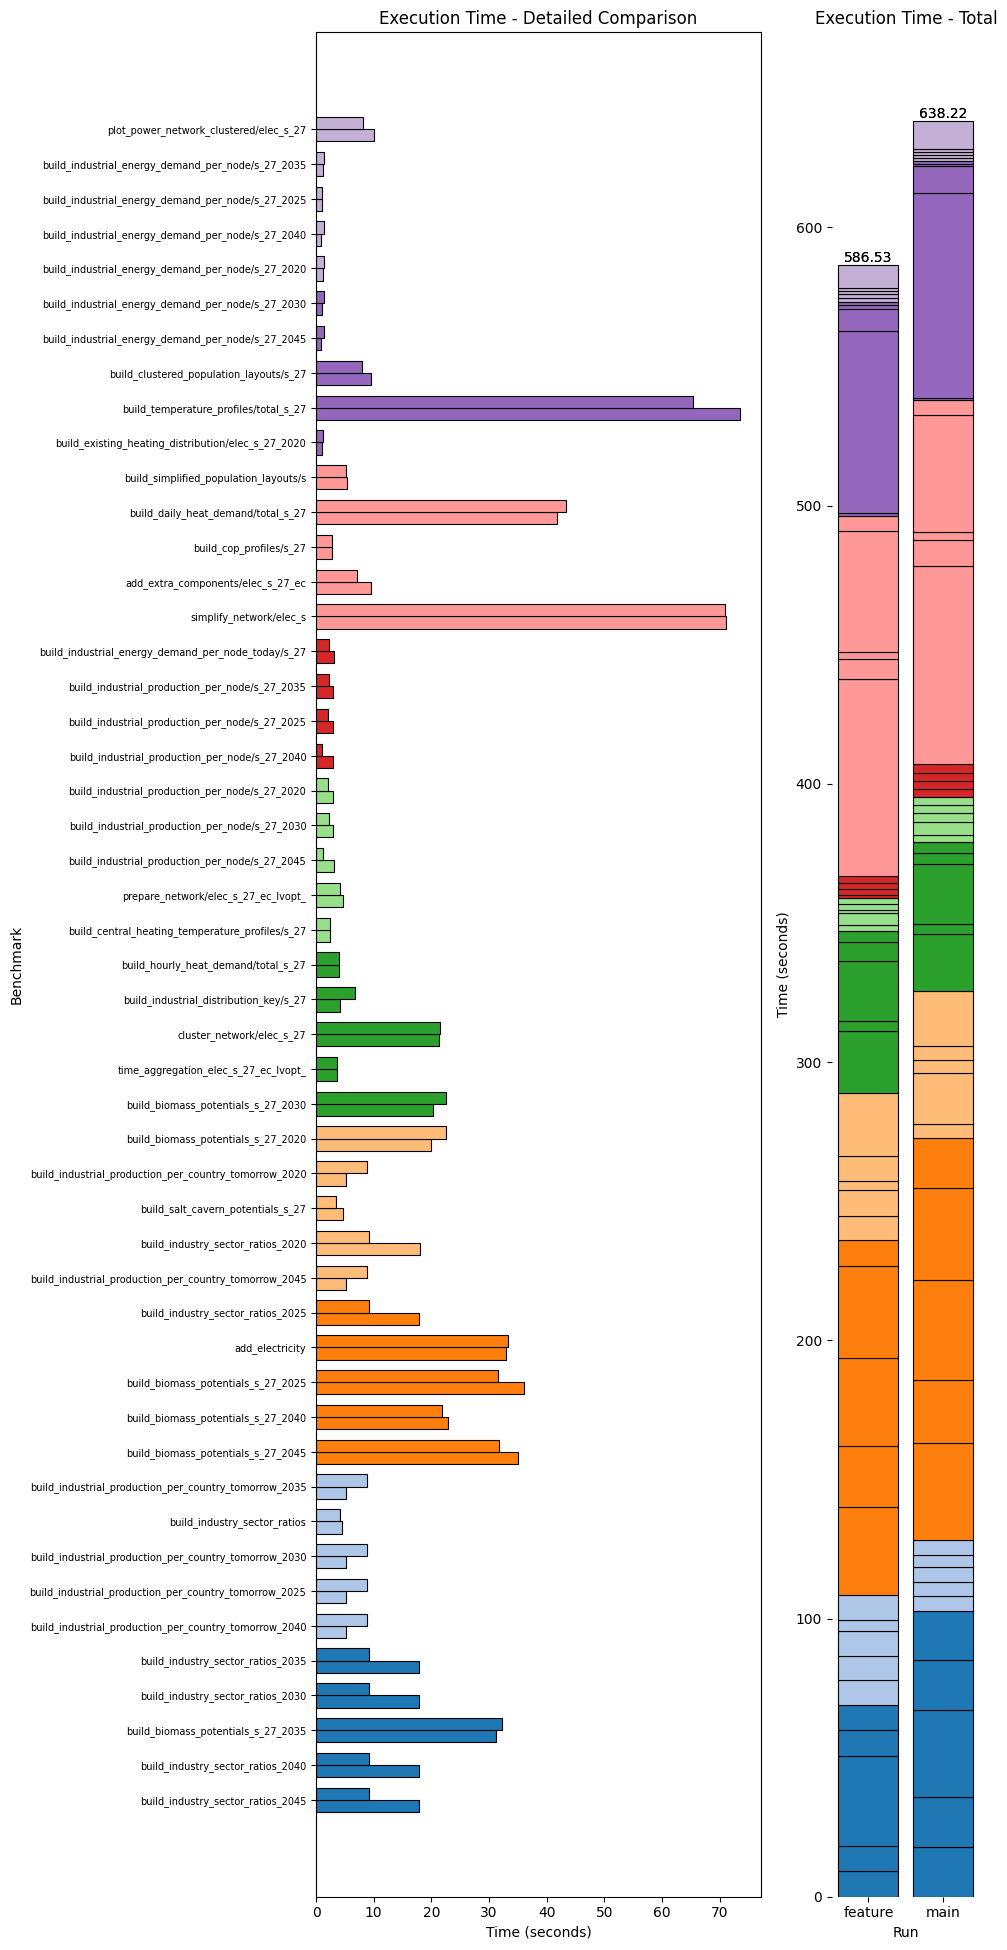 Execution Time - Detailed Comparison
Execution Time - Total
plot_power_network_clustered/elec_s_27
build_industrial_energy_demand_per_node/s_27_2035
build_industrial_energy_demand_per_node/s_27_2025
build_industrial_energy_demand_per_node/s_27_2040
build_industrial_energy_demand_per_node/s_27_2020
build_industrial_energy_demand_per_node/s_27_2030
build_industrial_energy_demand_per_node/s_27_2045
build_clustered_population_layouts/s_27
build_temperature_profiles/total_s_27
build_existing_heating_distribution/elec_s_27_2020
build_simplified_population_layouts/s
build_daily_heat_demand/total_s_27
build_cop_profiles/s_27
add_extra_components/elec_s_27_ec
simplify_network/elec_s
build_industrial_energy_demand_per_node_today/s_27
build_industrial_production_per_node/s_27_2035
build_industrial_production_per_node/s_27_2025
build_industrial_production_per_node/s_27_2040
build_industrial_production_per_node/s_27_2020
build_industrial_production_per_node/s_27_2030
build_industrial_production_per_node/s_27_2045
prepare_network/elec_s_27_ec_lvopt_
build_central_heating_temperature_profiles/s_27
build_hourly_heat_demand/total_s_27
build_industrial_distribution_key/s_27
cluster_network/elec_s_27
time_aggregation_elec_s_27_ec_lvopt_
build_biomass_potentials_s_27_2030
build_biomass_potentials_s_27_2020
build_industrial_production_per_country_tomorrow_2020
build_salt_cavern_potentials_s_27
build_industry_sector_ratios_2020
build_industrial_production_per_country_tomorrow_2045
build_industry_sector_ratios_2025
add_electricity
build_biomass_potentials_s_27_2025
build_biomass_potentials_s_27_2040
build_biomass_potentials_s_27_2045
build_industrial_production_per_country_tomorrow_2035
build_industry_sector_ratios
build_industrial_production_per_country_tomorrow_2030
build_industrial_production_per_country_tomorrow_2025
build_industrial_production_per_country_tomorrow_2040
build_industry_sector_ratios_2035
build_industry_sector_ratios_2030
build_biomass_potentials_s_27_2035
build_industry_sector_ratios_2040
build_industry_sector_ratios_2045
Benchmark
0 10 20 30 40 50 60 70
Time (seconds)
638.22
586.53
600
500
400
300
200
100
0
Time (seconds)
feature main
Run